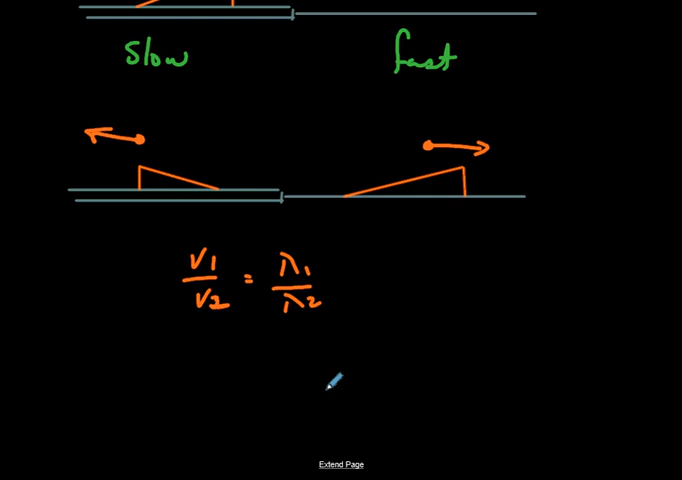 Slow fast
V1/V2 = λ1/λ2
Extend Page